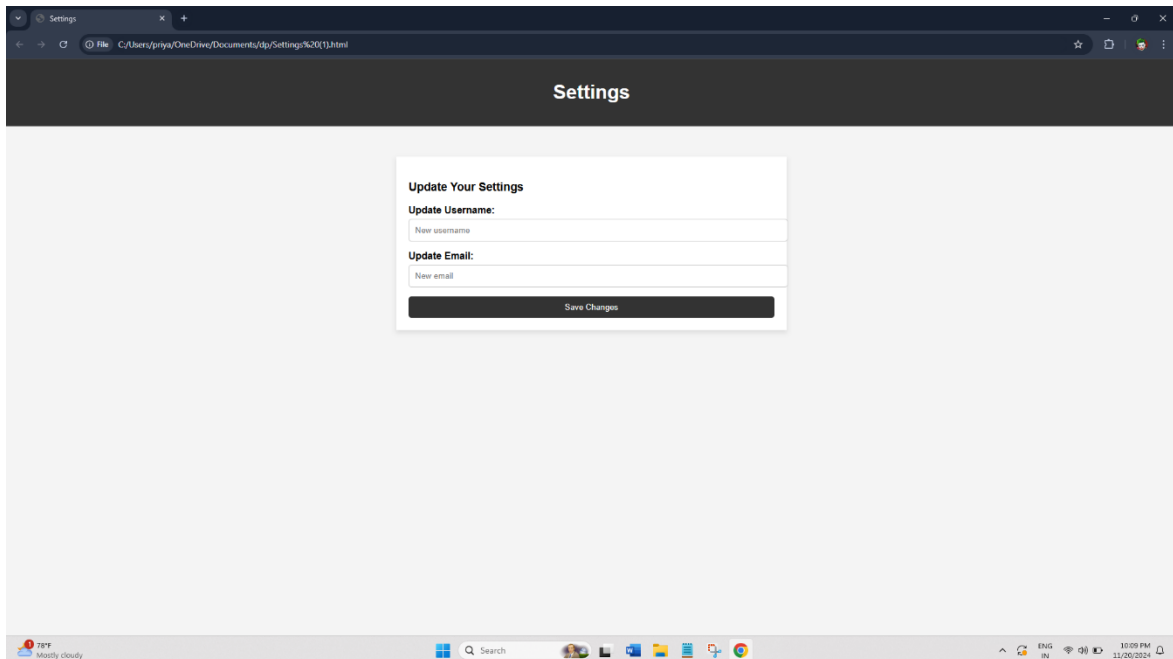 Settings
File C:/Users/priya/OneDrive/Documents/dp/Settings%20(1).html
Settings
Update Your Settings
Update Username:
New username
Update Email:
New email
Save Changes
1
78°F
Mostly cloudy
Search
ENG
IN
10:09 PM
11/20/2024